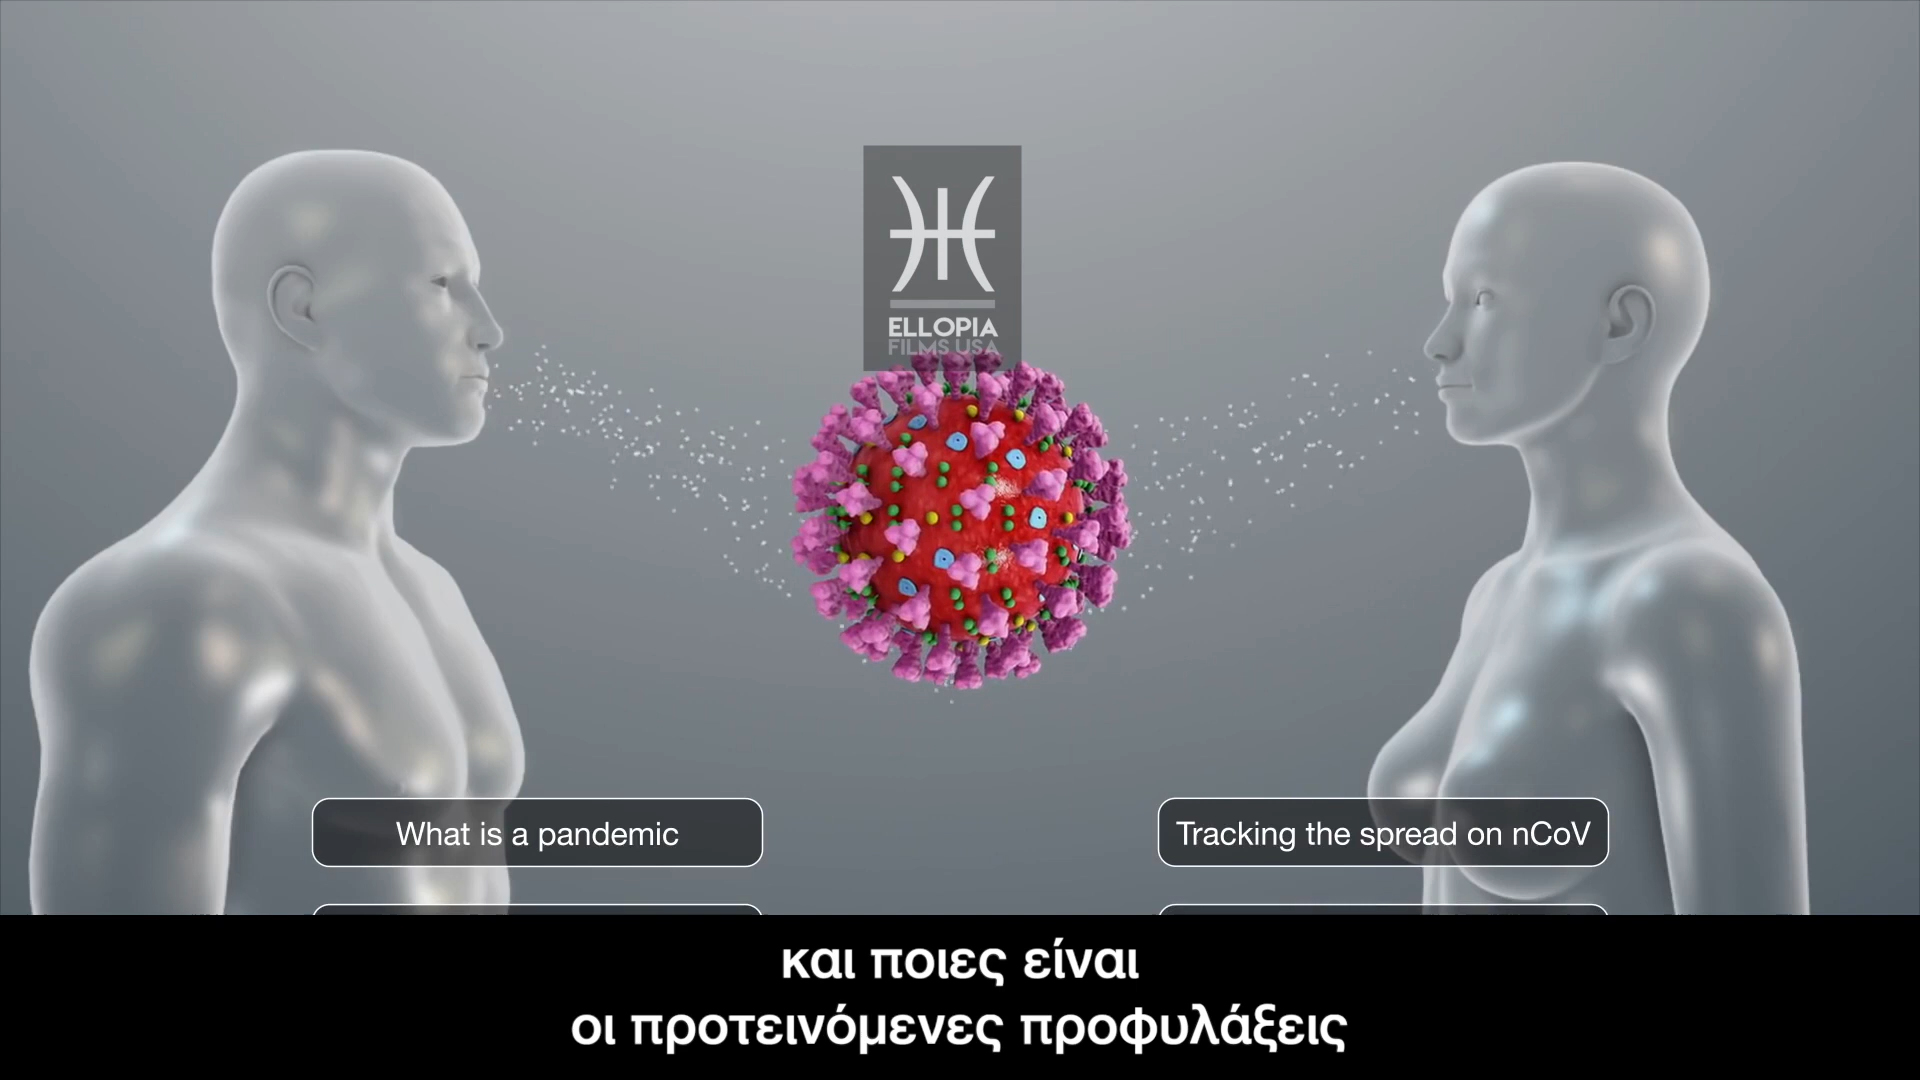 ELLOPIA
FILMS USA
What is a pandemic
Tracking the spread on nCoV
και ποιες είναι
οι προτεινόμενες προφυλάξεις